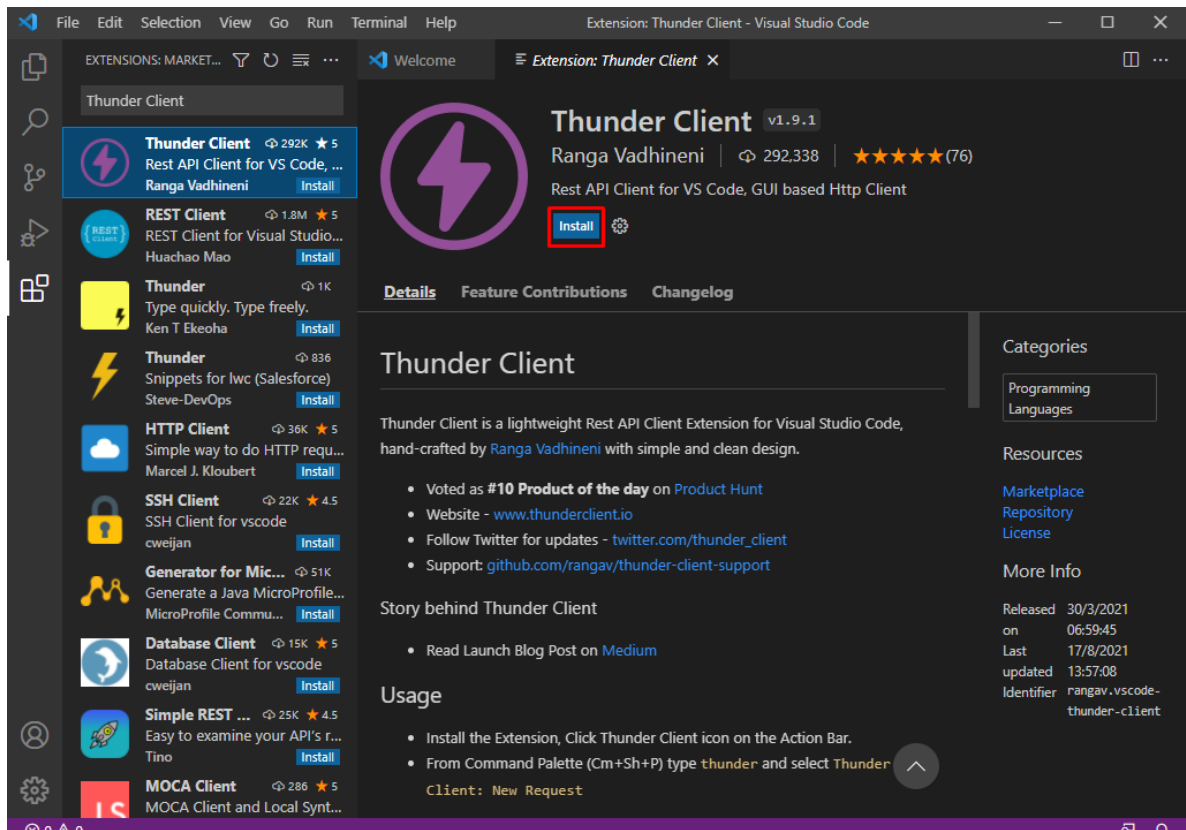 File Edit Selection View Go Run Terminal Help
Extension: Thunder Client - Visual Studio Code
EXTENSIONS: MARKET...
Thunder Client
Thunder Client 292K ★ 5
Rest API Client for VS Code, ...
Ranga Vadhineni Install
REST Client 1.8M ★ 5
{REST}
Client
REST Client for Visual Studio...
Huachao Mao Install
Thunder 1K
Type quickly. Type freely.
Ken T Ekeoha Install
Thunder 836
Snippets for lwc (Salesforce)
Steve-DevOps Install
HTTP Client 36K ★ 5
Simple way to do HTTP requ...
Marcel J. Kloubert Install
SSH Client 22K ★ 4.5
SSH Client for vscode
cweijan Install
Generator for Mic... 51K
Generate a Java MicroProfile...
MicroProfile Commu... Install
Database Client 15K ★ 5
Database Client for vscode
cweijan Install
Simple REST ... 25K ★ 4.5
Easy to examine your API's r...
Tino Install
MOCA Client 286 ★ 5
LS
MOCA Client and Local Synt...
Welcome
Extension: Thunder Client
Thunder Client v1.9.1
Ranga Vadhineni | 292,338 | ★★★★★(76)
Rest API Client for VS Code, GUI based Http Client
Install
Details Feature Contributions Changelog
Thunder Client
Thunder Client is a lightweight Rest API Client Extension for Visual Studio Code,
hand-crafted by Ranga Vadhineni with simple and clean design.
• Voted as #10 Product of the day on Product Hunt
• Website - www.thunderclient.io
• Follow Twitter for updates - twitter.com/thunder_client
• Support: github.com/rangav/thunder-client-support
Story behind Thunder Client
• Read Launch Blog Post on Medium
Usage
• Install the Extension, Click Thunder Client icon on the Action Bar.
• From Command Palette (Cm+Sh+P) type thunder and select Thunder
Client: New Request
Categories
Programming
Languages
Resources
Marketplace
Repository
License
More Info
Released 30/3/2021
on 06:59:45
Last 17/8/2021
updated 13:57:08
Identifier rangav.vscode-
thunder-client